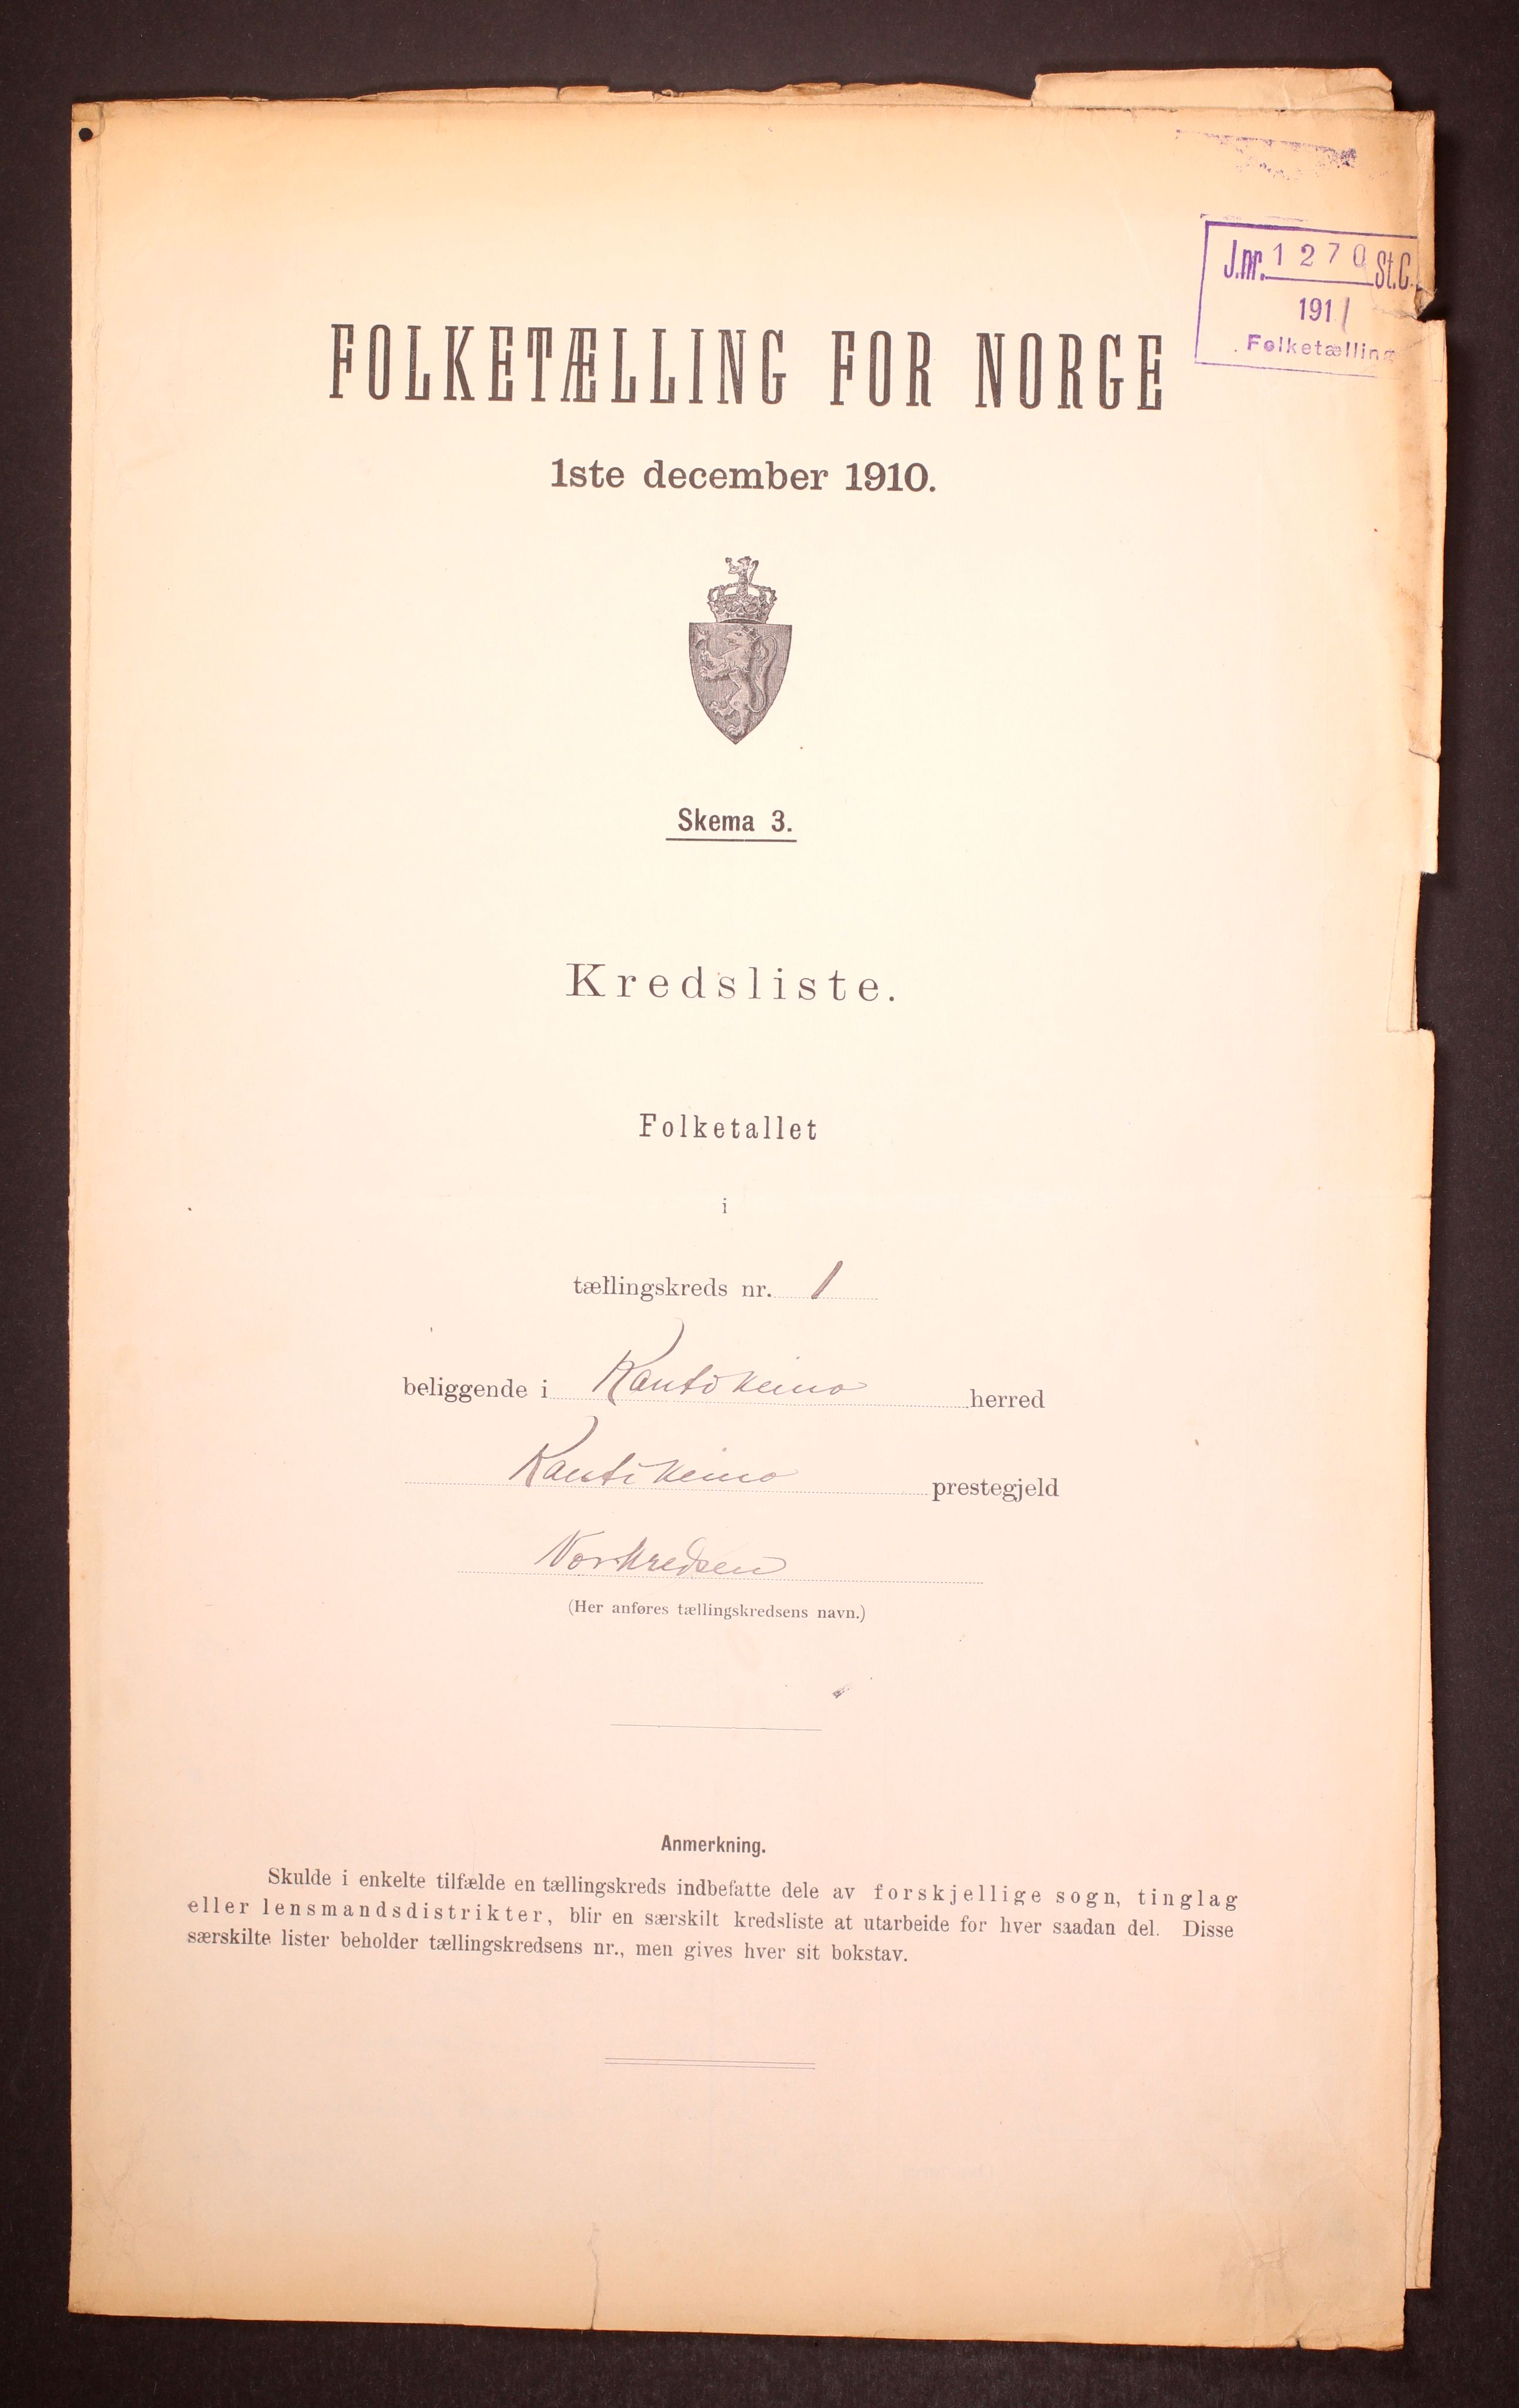 J.nr. 1270 St.C.
1911
Folketælling
FOLKETÆLLING FOR NORGE
1ste december 1910.
Skema 3.
Kredsliste.
Folketallet
i
tællingskreds nr. 1
beliggende i Kautokeino herred
Kautokeino prestegjeld
Norkredsen
(Her anføres tællingskredsens navn.)
Anmerkning.
Skulde i enkelte tilfælde en tællingskreds indbefatte dele av forskjellige sogn, tinglag
eller lensmandsdistrikter, blir en særskilt kredsliste at utarbeide for hver saadan del. Disse
særskilte lister beholder tællingskredsens nr., men gives hver sit bokstav.